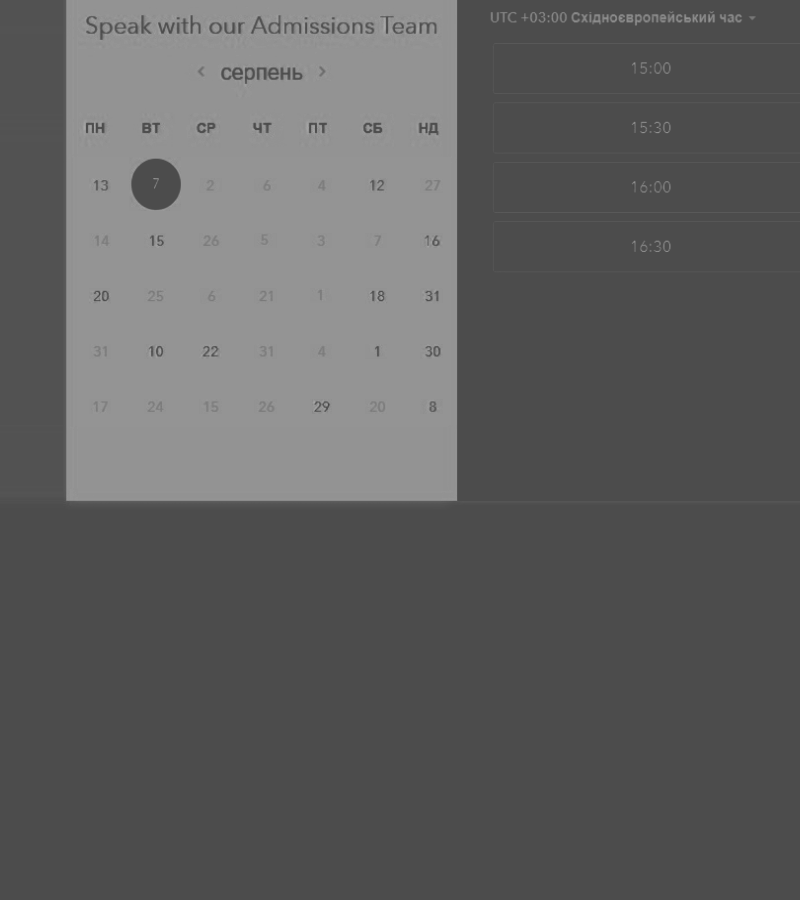 Speak with our Admissions Team
< серпень >
ПН ВТ СР ЧТ ПТ СБ НД
13 7 2 6 4 12 27
14 15 26 5 3 7 16
20 25 6 21 1 18 31
31 10 22 31 4 1 30
17 24 15 26 29 20 8
UTC +03:00 Східноєвропейський час
15:00
15:30
16:00
16:30